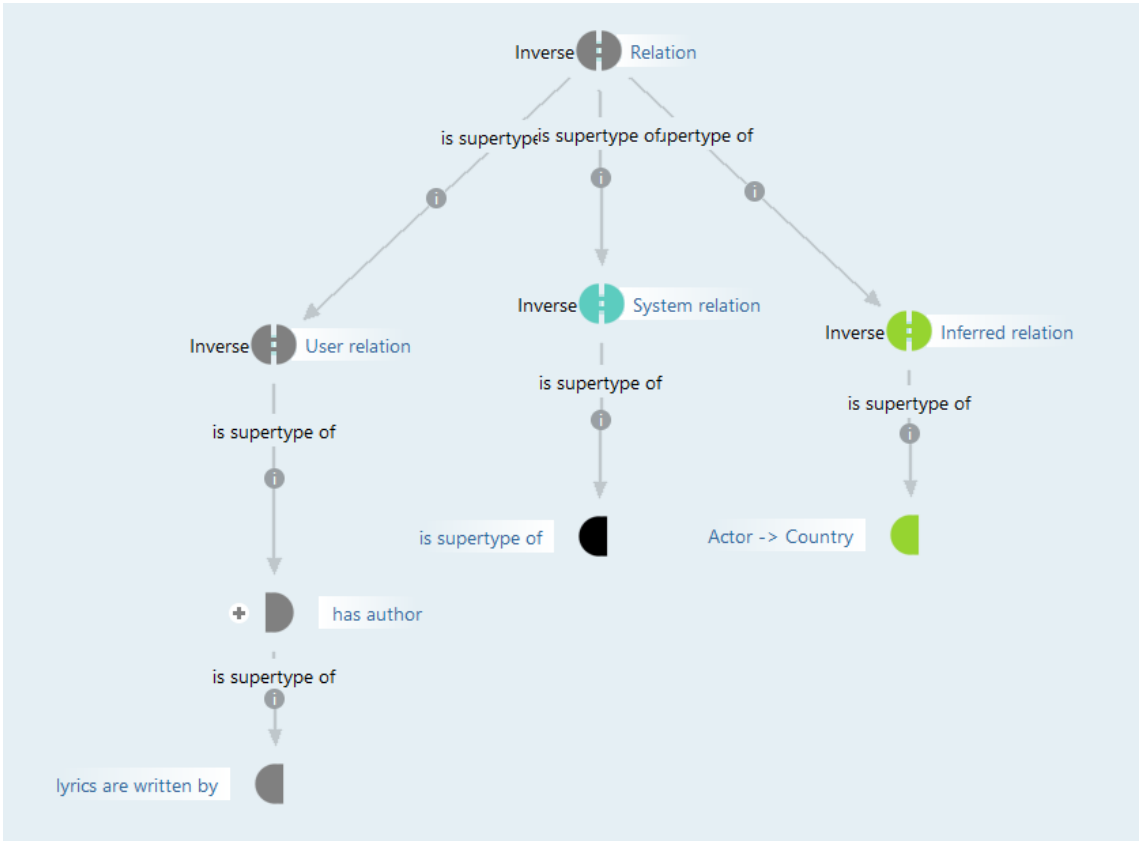 Inverse Relation
is supertype
is supertype of
pertype of
Inverse System relation
Inverse User relation
Inverse Inferred relation
is supertype of
is supertype of
is supertype of
is supertype of
Actor -> Country
has author
is supertype of
lyrics are written by